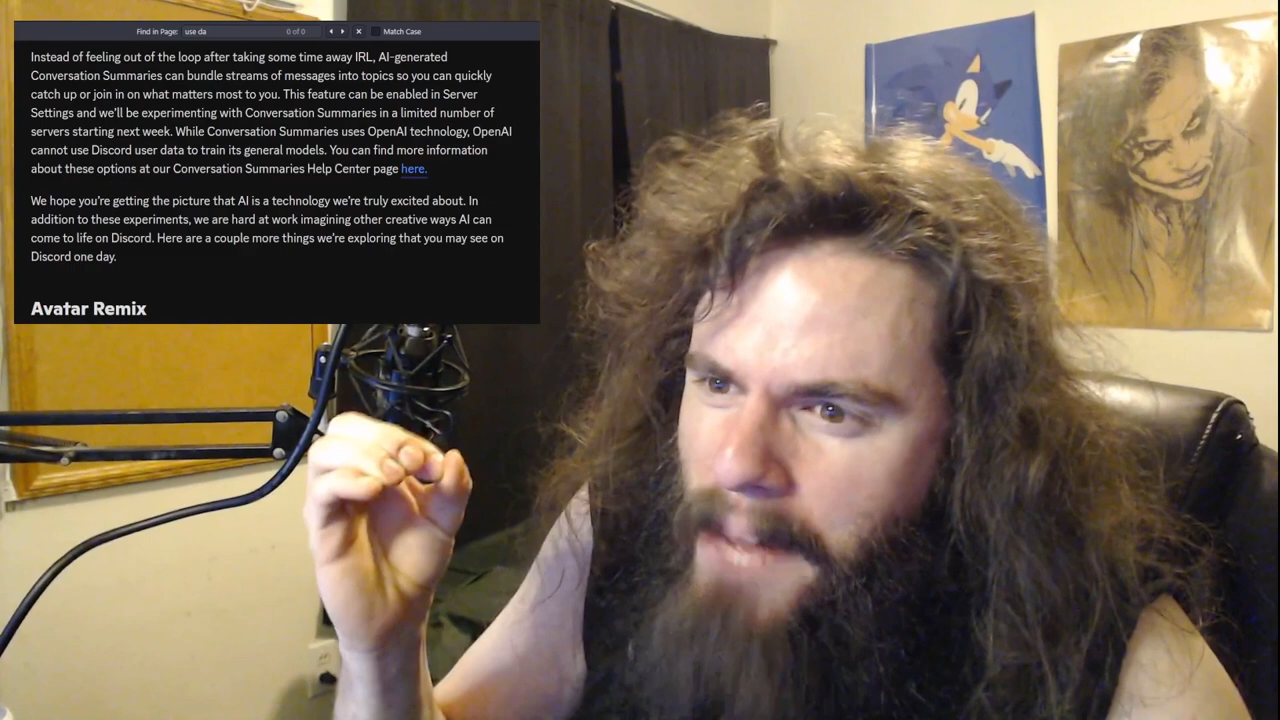 Find in Page: use da 0 of 0 Match Case
Instead of feeling out of the loop after taking some time away IRL, AI-generated
Conversation Summaries can bundle streams of messages into topics so you can quickly
catch up or join in on what matters most to you. This feature can be enabled in Server
Settings and we'll be experimenting with Conversation Summaries in a limited number of
servers starting next week. While Conversation Summaries uses OpenAI technology, OpenAI
cannot use Discord user data to train its general models. You can find more information
about these options at our Conversation Summaries Help Center page here.
We hope you're getting the picture that AI is a technology we're truly excited about. In
addition to these experiments, we are hard at work imagining other creative ways AI can
come to life on Discord. Here are a couple more things we're exploring that you may see on
Discord one day.
Avatar Remix